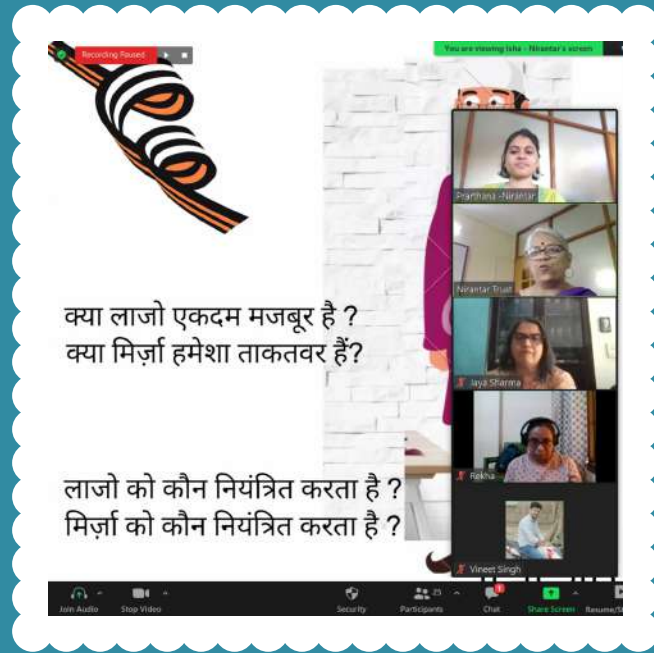 Recording Paused
You are viewing Isha - Nirantar's screen
Prarthana -Nirantar
Nirantar Trust
क्या लाजो एकदम मजबूर है ?
क्या मिर्ज़ा हमेशा ताकतवर हैं?
Jaya Sharma
Rekha
लाजो को कौन नियंत्रित करता है ?
मिर्ज़ा को कौन नियंत्रित करता है ?
Vineet Singh
Join Audio
Stop Video
Security
Participants
25
Chat
1
Share Screen